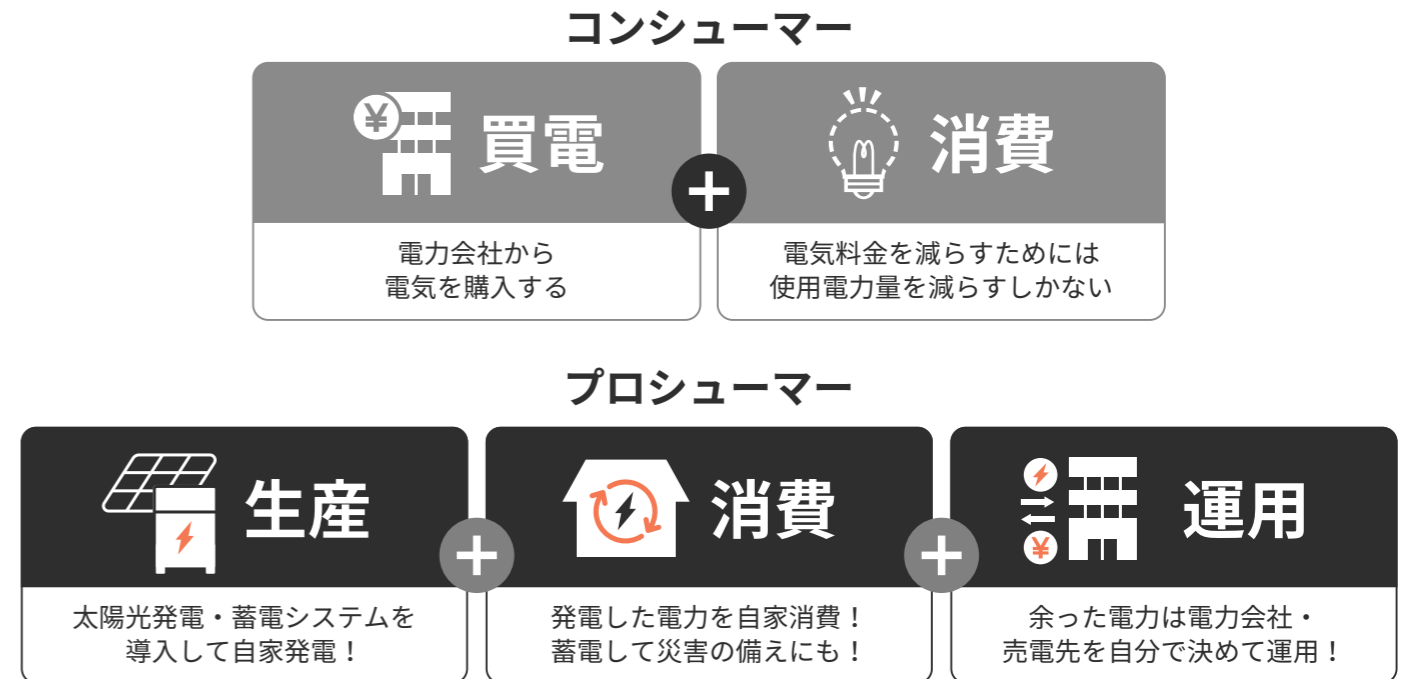 コンシューマー
¥
買電
消費
+
電力会社から
電気を購入する
電気料金を減らすためには
使用電力量を減らすしかない
プロシューマー
生産
消費
¥
運用
+
+
太陽光発電・蓄電システムを
導入して自家発電！
発電した電力を自家消費！
蓄電して災害の備えにも！
余った電力は電力会社・
売電先を自分で決めて運用！